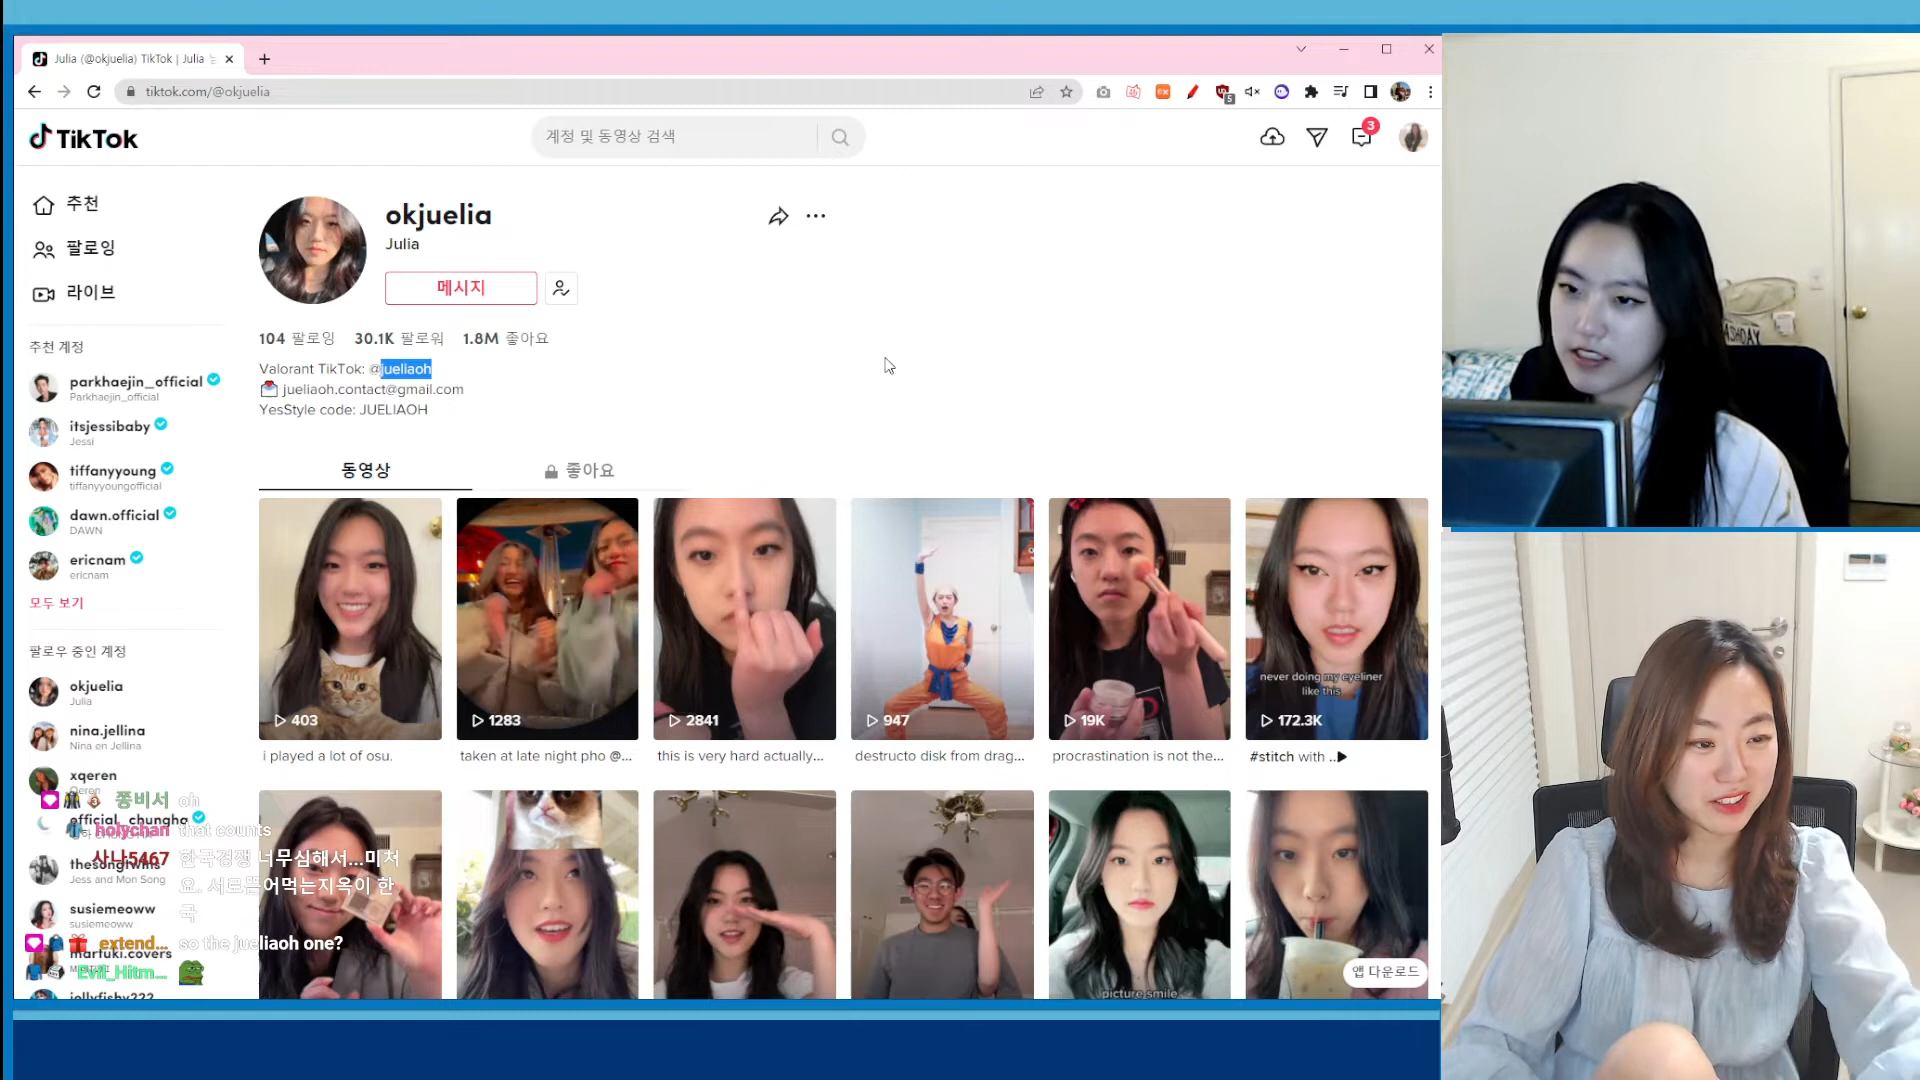 Julia (@okjuelia) TikTok | Julia
tiktok.com/@okjuelia
5
TikTok
계정 및 동영상 검색
3
추천
팔로잉
라이브
추천 계정
parkhaejin_official
Parkhaejin_official
itsjessibaby
Jessi
tiffanyyoung
tiffanyyoungofficial
dawn.official
DAWN
ericnam
ericnam
모두 보기
팔로우 중인 계정
okjuelia
Julia
nina.jellina
Nina en Jellina
xqeren
Qeren
official_chungha
Jess and Mon Song
susiemeoww
susiemeoww
martuki.covers
jellyfishy222
okjuelia
Julia
메시지
104 팔로잉 30.1K 팔로워 1.8M 좋아요
Valorant TikTok: @jueliaoh
jueliaoh.contact@gmail.com
YesStyle code: JUELIAOH
동영상
좋아요
403
1283
2841
947
19K
never doing my eyeliner
like this
172.3K
i played a lot of osu.
taken at late night pho @...
this is very hard actually...
destructo disk from drag...
procrastination is not the...
#stitch with ..
picture smile
앱 다운로드
쫑비서 oh
holychan that counts
사나5467 한국경쟁 너무심해서...미처
요. 서로뜯어먹는지옥이 한
국
extend... so the jueliaoh one?
Evil_Hitm...